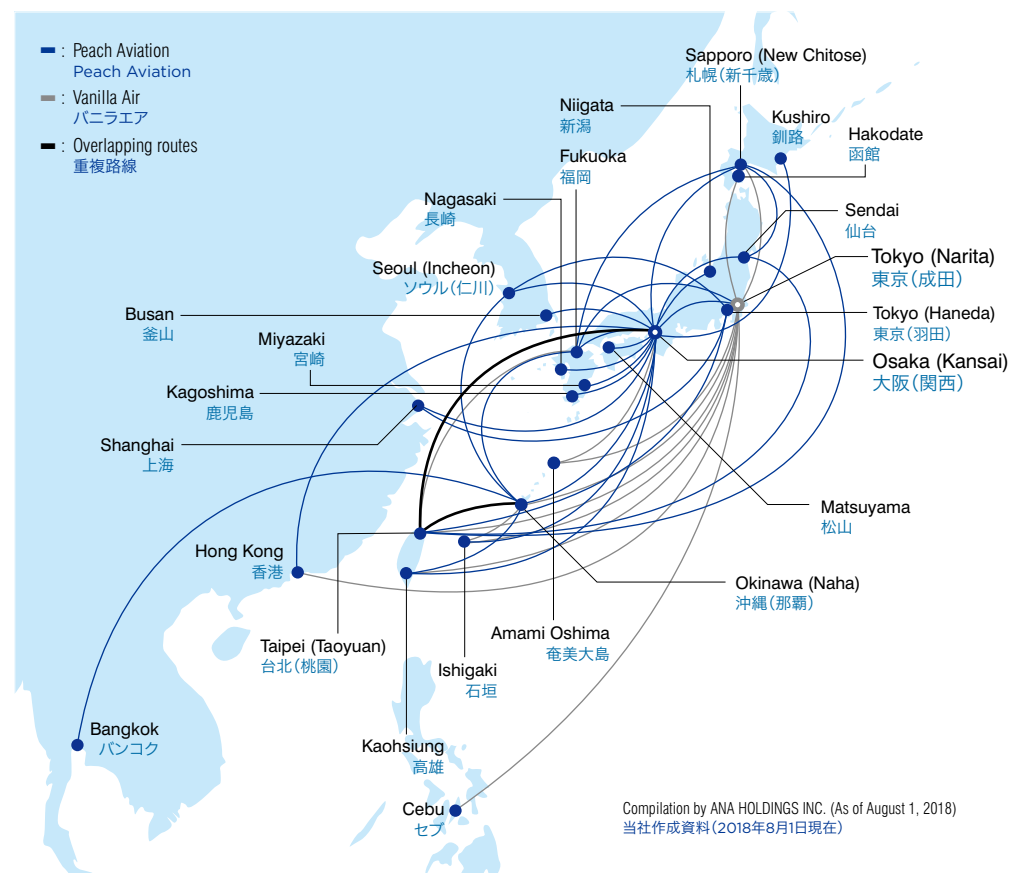 : Peach Aviation
Peach Aviation
: Vanilla Air
バニラエア
: Overlapping routes
重複路線
Sapporo (New Chitose)
札幌(新千歳)
Niigata
新潟
Kushiro
釧路
Hakodate
函館
Fukuoka
福岡
Nagasaki
長崎
Sendai
仙台
Tokyo (Narita)
東京(成田)
Seoul (Incheon)
ソウル(仁川)
Busan
釜山
Tokyo (Haneda)
東京(羽田)
Miyazaki
宮崎
Osaka (Kansai)
大阪(関西)
Kagoshima
鹿児島
Shanghai
上海
Matsuyama
松山
Hong Kong
香港
Okinawa (Naha)
沖縄(那覇)
Taipei (Taoyuan)
台北(桃園)
Amami Oshima
奄美大島
Ishigaki
石垣
Bangkok
バンコク
Kaohsiung
高雄
Cebu
セブ
Compilation by ANA HOLDINGS INC. (As of August 1, 2018)
当社作成資料(2018年8月1日現在)